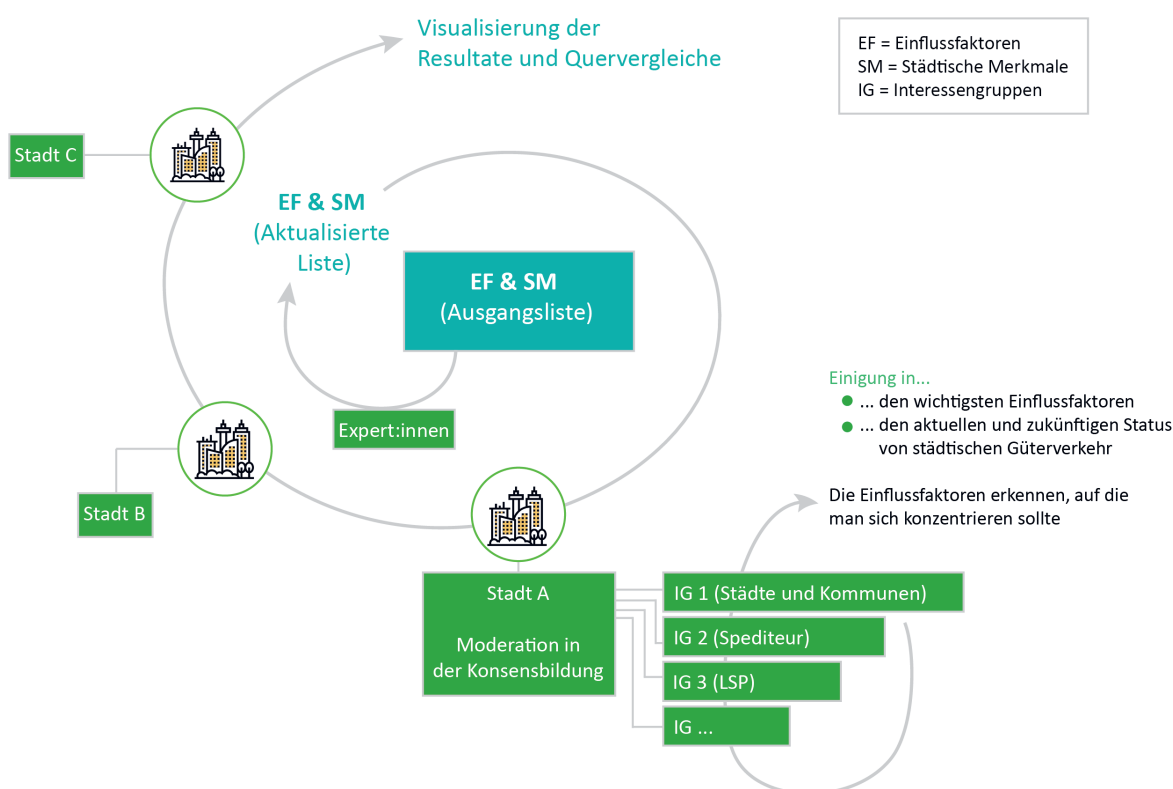 Visualisierung der
Resultate und Quervergleiche
EF = Einflussfaktoren
SM = Städtische Merkmale
IG = Interessengruppen
Stadt C
EF & SM
(Aktualisierte
Liste)
EF & SM
(Ausgangsliste)
Expert:innen
Einigung in...
... den wichtigsten Einflussfaktoren
... den aktuellen und zukünftigen Status
von städtischen Güterverkehr
Die Einflussfaktoren erkennen, auf die
man sich konzentrieren sollte
Stadt B
Stadt A
Moderation in
der Konsensbildung
IG 1 (Städte und Kommunen)
IG 2 (Spediteur)
IG 3 (LSP)
IG ...